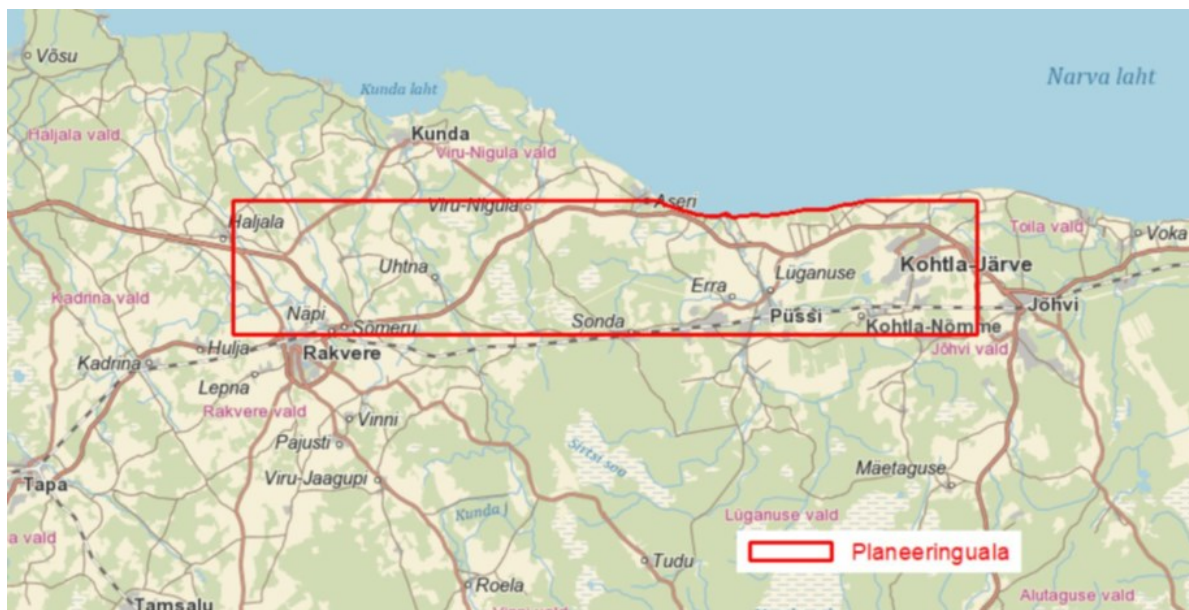 Võsu
Narva laht
Kunda laht
Haljala vald
Kunda
Viru-Nigula vald
Aseri
Viru-Nigula
Haljala
Toila vald
Voka
Uhtna
Kohtla-Järve
Lüganuse
Erra
Kadrina vald
Näpi
Sõmeru
Sonda
Püssi
Jõhvi
Kohtla-Nõmme
Hulja
Rakvere
Jõhvi vald
Kadrina
Lepna
Rakvere vald
Vinni
Pajusti
Sirtsi soo
Viru-Jaagupi
Mäetaguse
Tapa
Kunda j
Lüganuse vald
a vald
Planeeringuala
Tudu
Roela
Alutaguse vald
Tamsalu
Vinni vald